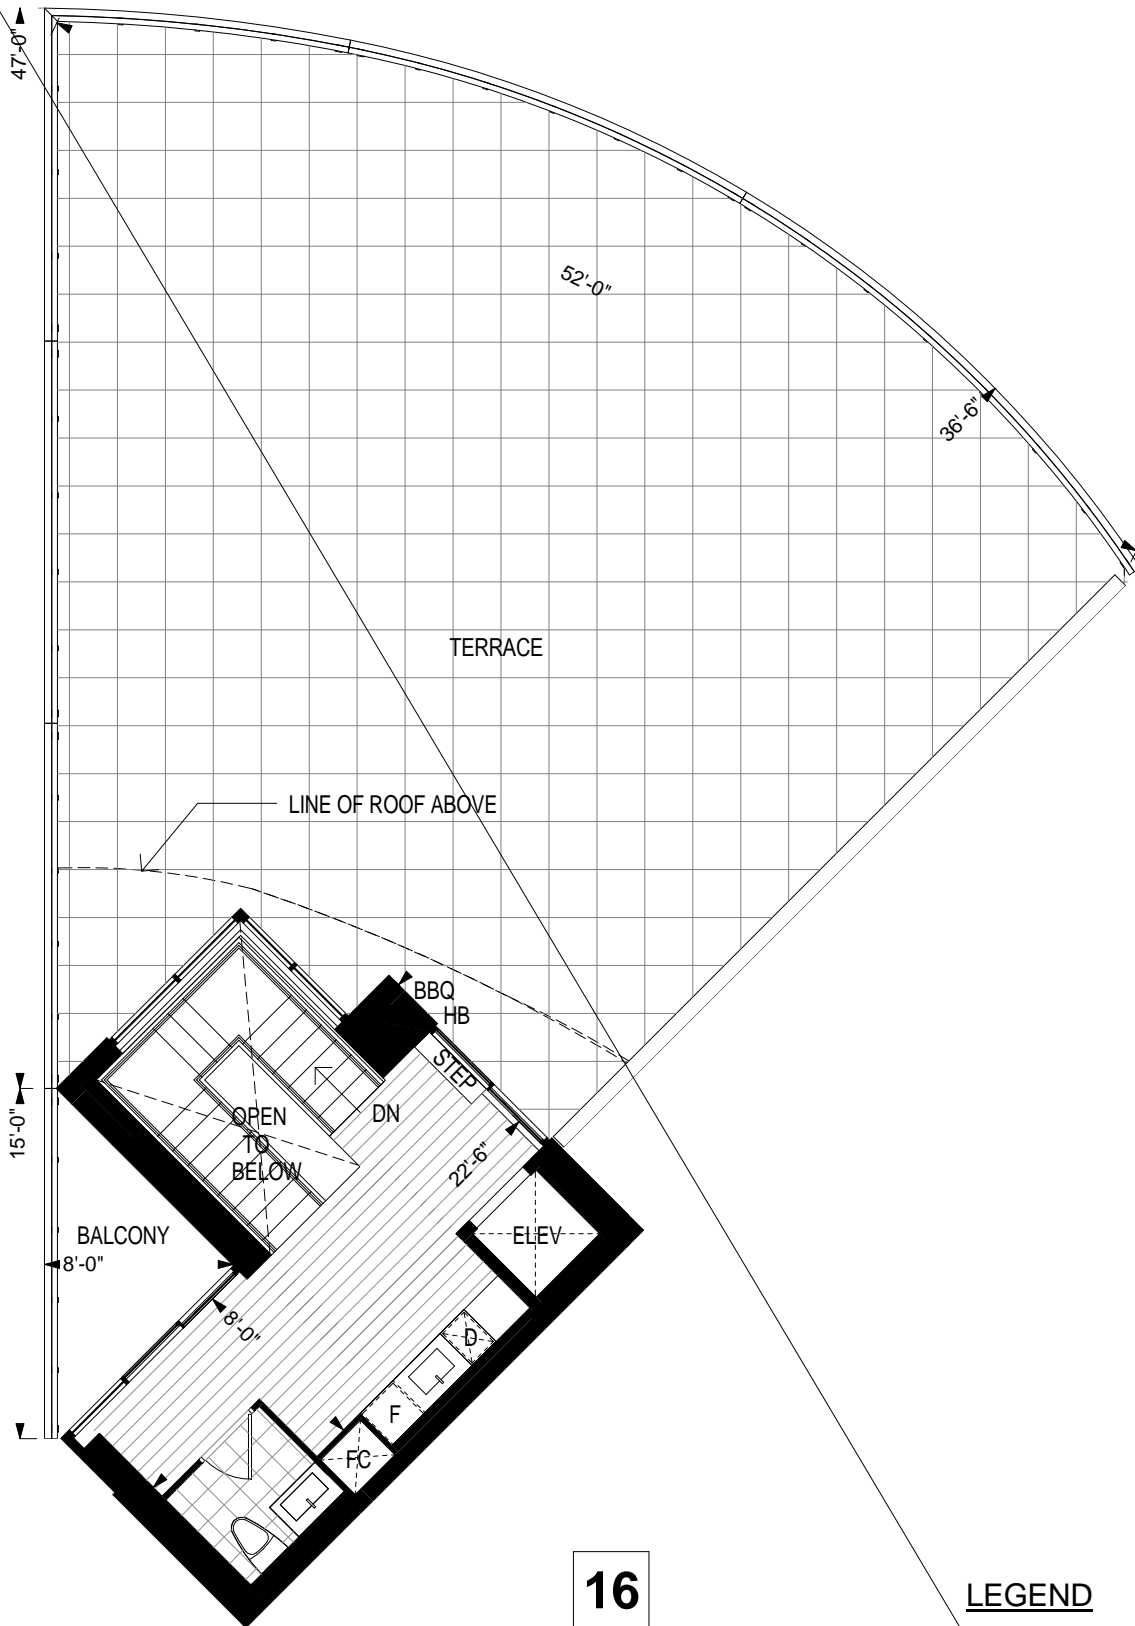 47'-0"
52'-0"
36'-6"
TERRACE
LINE OF ROOF ABOVE
BBQ
HB
STEP
DN
OPEN
TO
BELOW
22'-6"
15'-0"
BALCONY
ELEV
8'-0"
8'-0"
D
F
FC
16
LEGEND